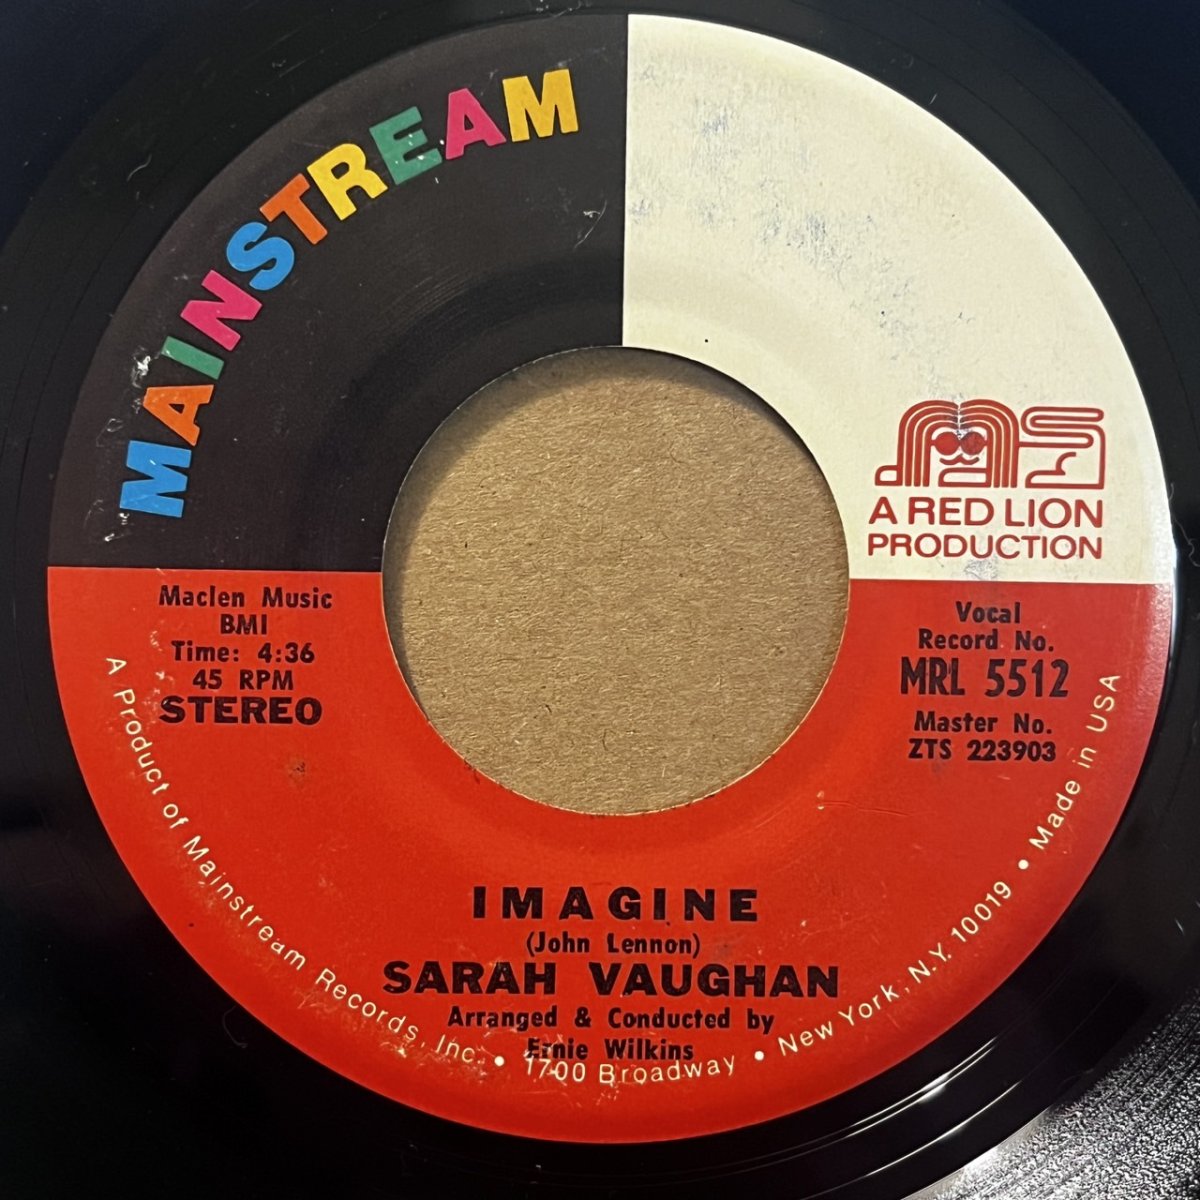 MAINSTREAM
A RED LION
PRODUCTION
Maclen Music
BMI
Time: 4:36
45 RPM
STEREO
Vocal
Record No.
MRL 5512
Master No.
ZTS 223903
IMAGINE
(John Lennon)
SARAH VAUGHAN
Arranged & Conducted by
Ernie Wilkins
A Product of Mainstream Records, Inc. • 1700 Broadway • New York, N.Y. 10019 • Made in USA